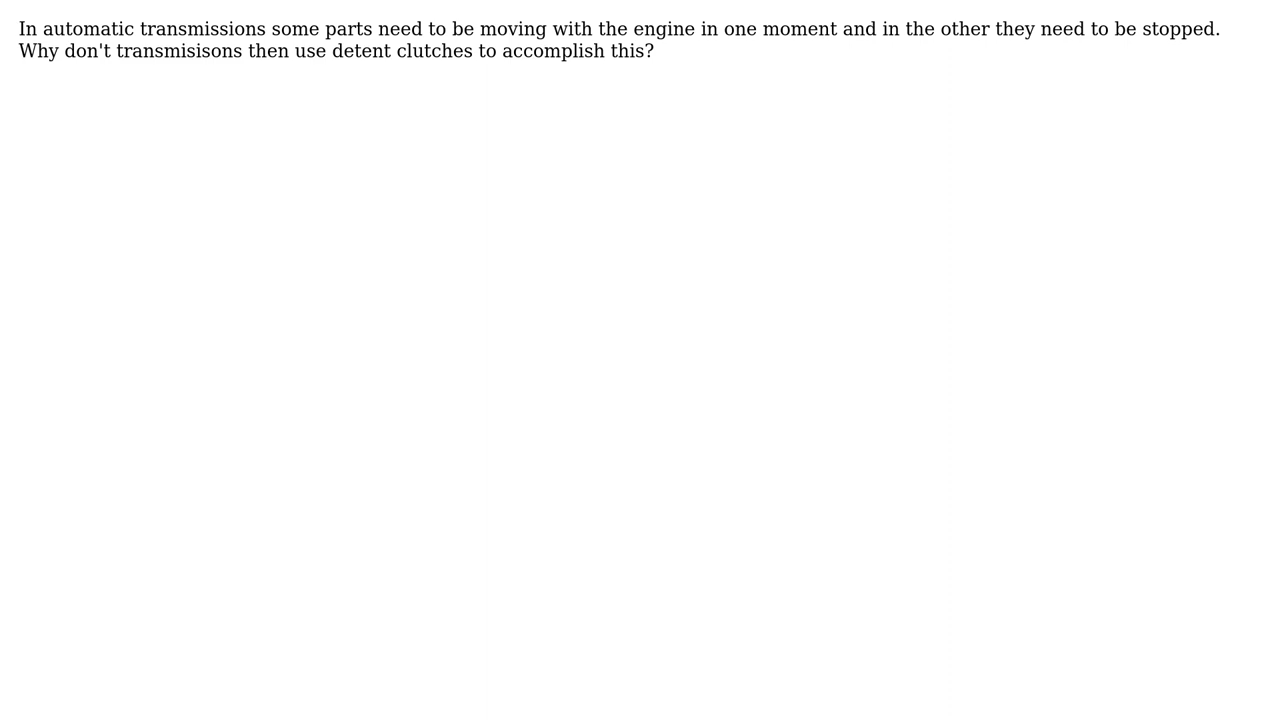 In automatic transmissions some parts need to be moving with the engine in one moment and in the other they need to be stopped.
Why don't transmisisons then use detent clutches to accomplish this?